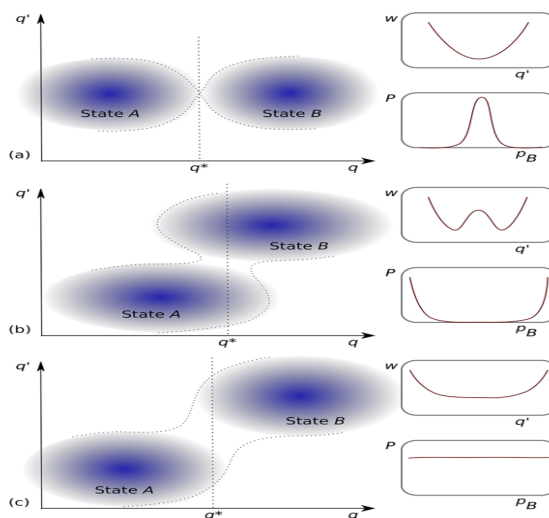 q'
State A
State B
(a)
q*
q
w
q'
P
p_B
q'
State B
State A
(b)
q*
q
w
q'
P
p_B
q'
State B
State A
(c)
q*
q
w
q'
P
p_B